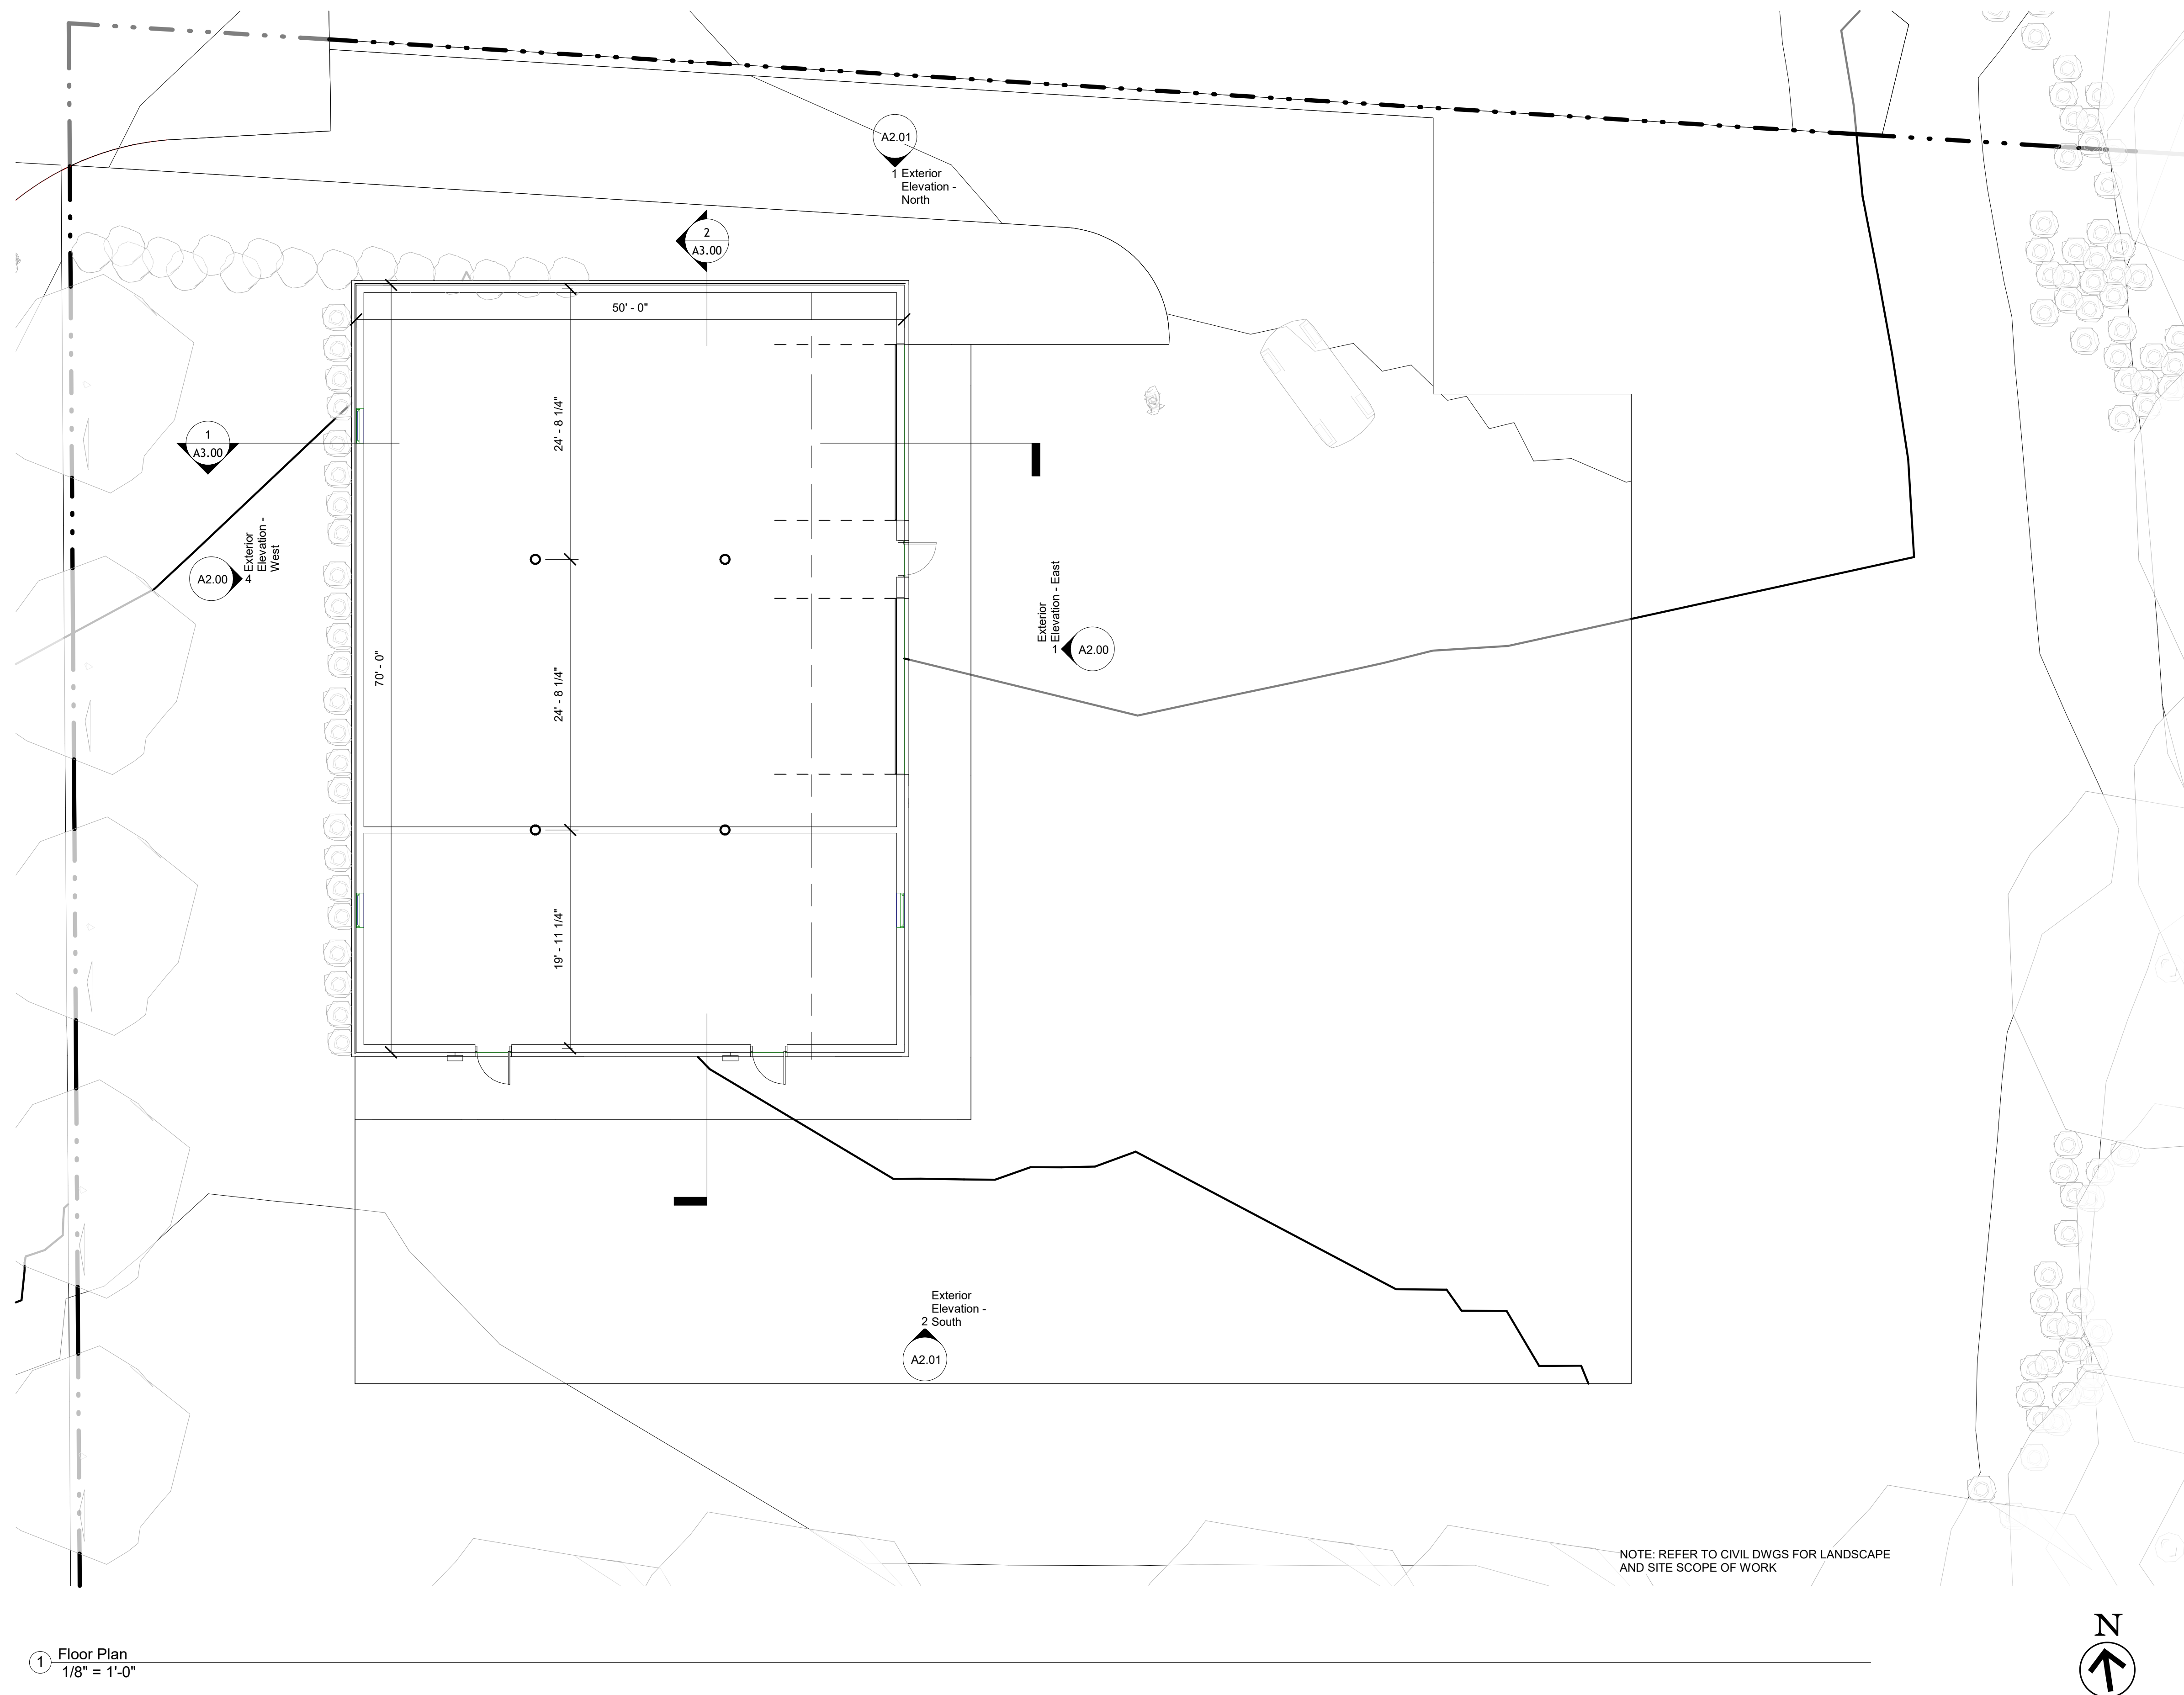 A2.01
1 Exterior
Elevation -
North
2
A3.00
50' - 0"
24' - 8 1/4"
1
A3.00
Exterior
Elevation -
West
4
A2.00
Exterior
Elevation - East
1
A2.00
70' - 0"
24' - 8 1/4"
19' - 11 1/4"
Exterior
Elevation -
2 South
A2.01
NOTE: REFER TO CIVIL DWGS FOR LANDSCAPE
AND SITE SCOPE OF WORK
N
1
Floor Plan
1/8" = 1'-0"